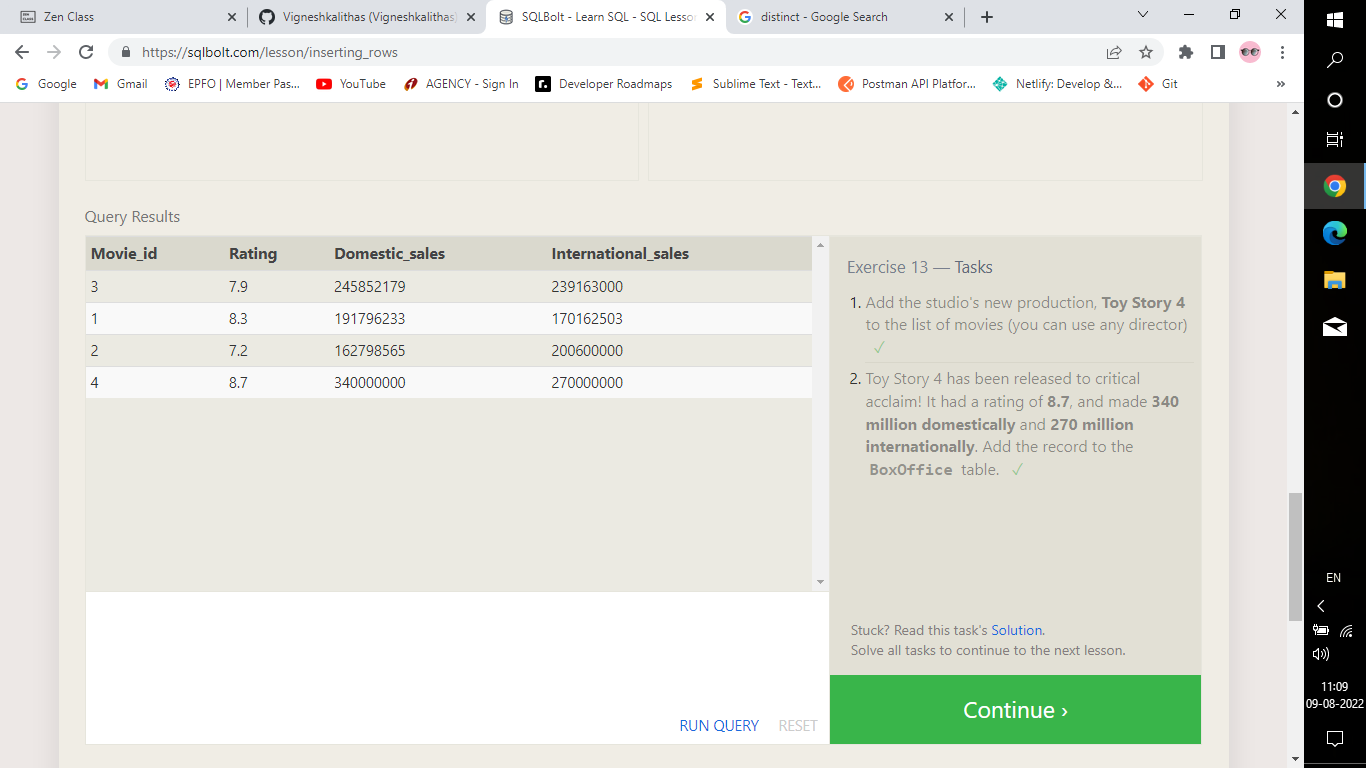 Zen Class
Vigneshkalithas (Vigneshkalithas)
SQLBolt - Learn SQL - SQL Lesso
distinct - Google Search
https://sqlbolt.com/lesson/inserting_rows
Google
Gmail
EPFO | Member Pas...
YouTube
AGENCY - Sign In
Developer Roadmaps
Sublime Text - Text...
Postman API Platfor...
Netlify: Develop &...
Git
»
Query Results
Movie_id Rating Domestic_sales International_sales
3 7.9 245852179 239163000
1 8.3 191796233 170162503
2 7.2 162798565 200600000
4 8.7 340000000 270000000
Exercise 13 — Tasks
1. Add the studio's new production, Toy Story 4
to the list of movies (you can use any director)
✓
2. Toy Story 4 has been released to critical
acclaim! It had a rating of 8.7, and made 340
million domestically and 270 million
internationally. Add the record to the
BoxOffice table. ✓
Stuck? Read this task's Solution.
Solve all tasks to continue to the next lesson.
RUN QUERY RESET
Continue ›
EN
11:09
09-08-2022